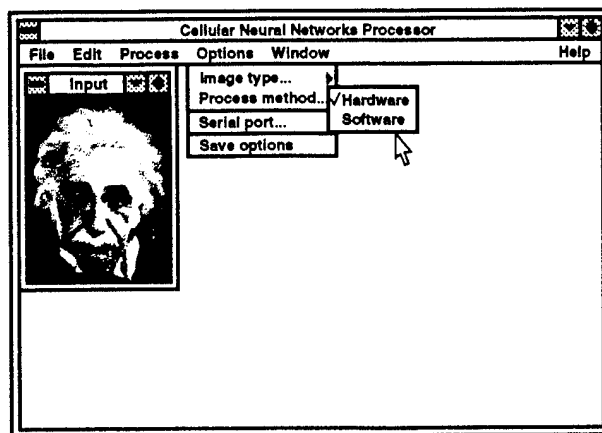 Cellular Neural Networks Processor
File Edit Process Options Window Help
Input
Image type...
Process method...
✓Hardware
Software
Serial port...
Save options